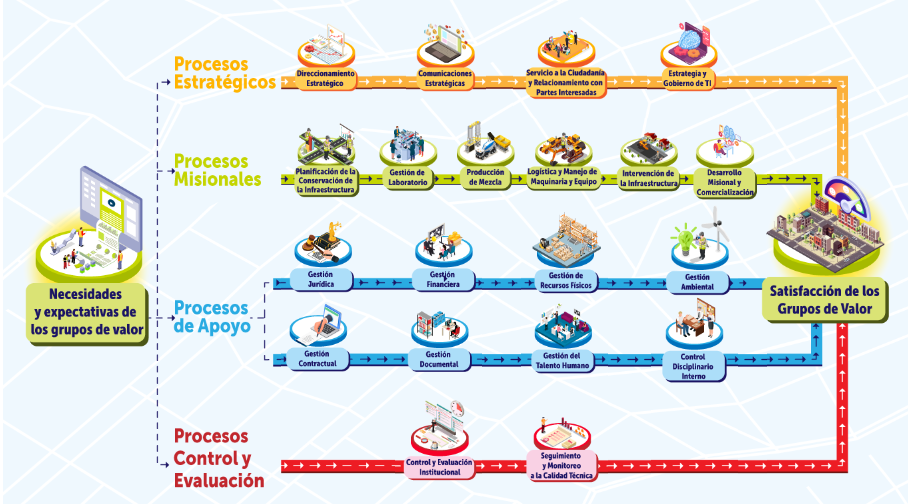 Procesos
Estratégicos
Direccionamiento
Estratégico
Comunicaciones
Estratégicas
Servicio a la Ciudadanía
y Relacionamiento con
Partes Interesadas
Estrategia y
Gobierno de TI
Procesos
Misionales
Planificación de la
Conservación de
la Infraestructura
Gestión de
Laboratorio
Producción
de Mezcla
Logística y Manejo de
Maquinaria y Equipo
Intervención de
la Infraestructura
Desarrollo
Misional y
Comercialización
Necesidades
y expectativas de
los grupos de valor
Procesos
de Apoyo
Gestión
Jurídica
Gestión
Financiera
Gestión de
Recursos Físicos
Gestión
Ambiental
Gestión
Contractual
Gestión
Documental
Gestión del
Talento Humano
Control
Disciplinario
Interno
Satisfacción de los
Grupos de Valor
Procesos
Control y
Evaluación
Control y Evaluación
Institucional
Seguimiento
y Monitoreo
a la Calidad Técnica